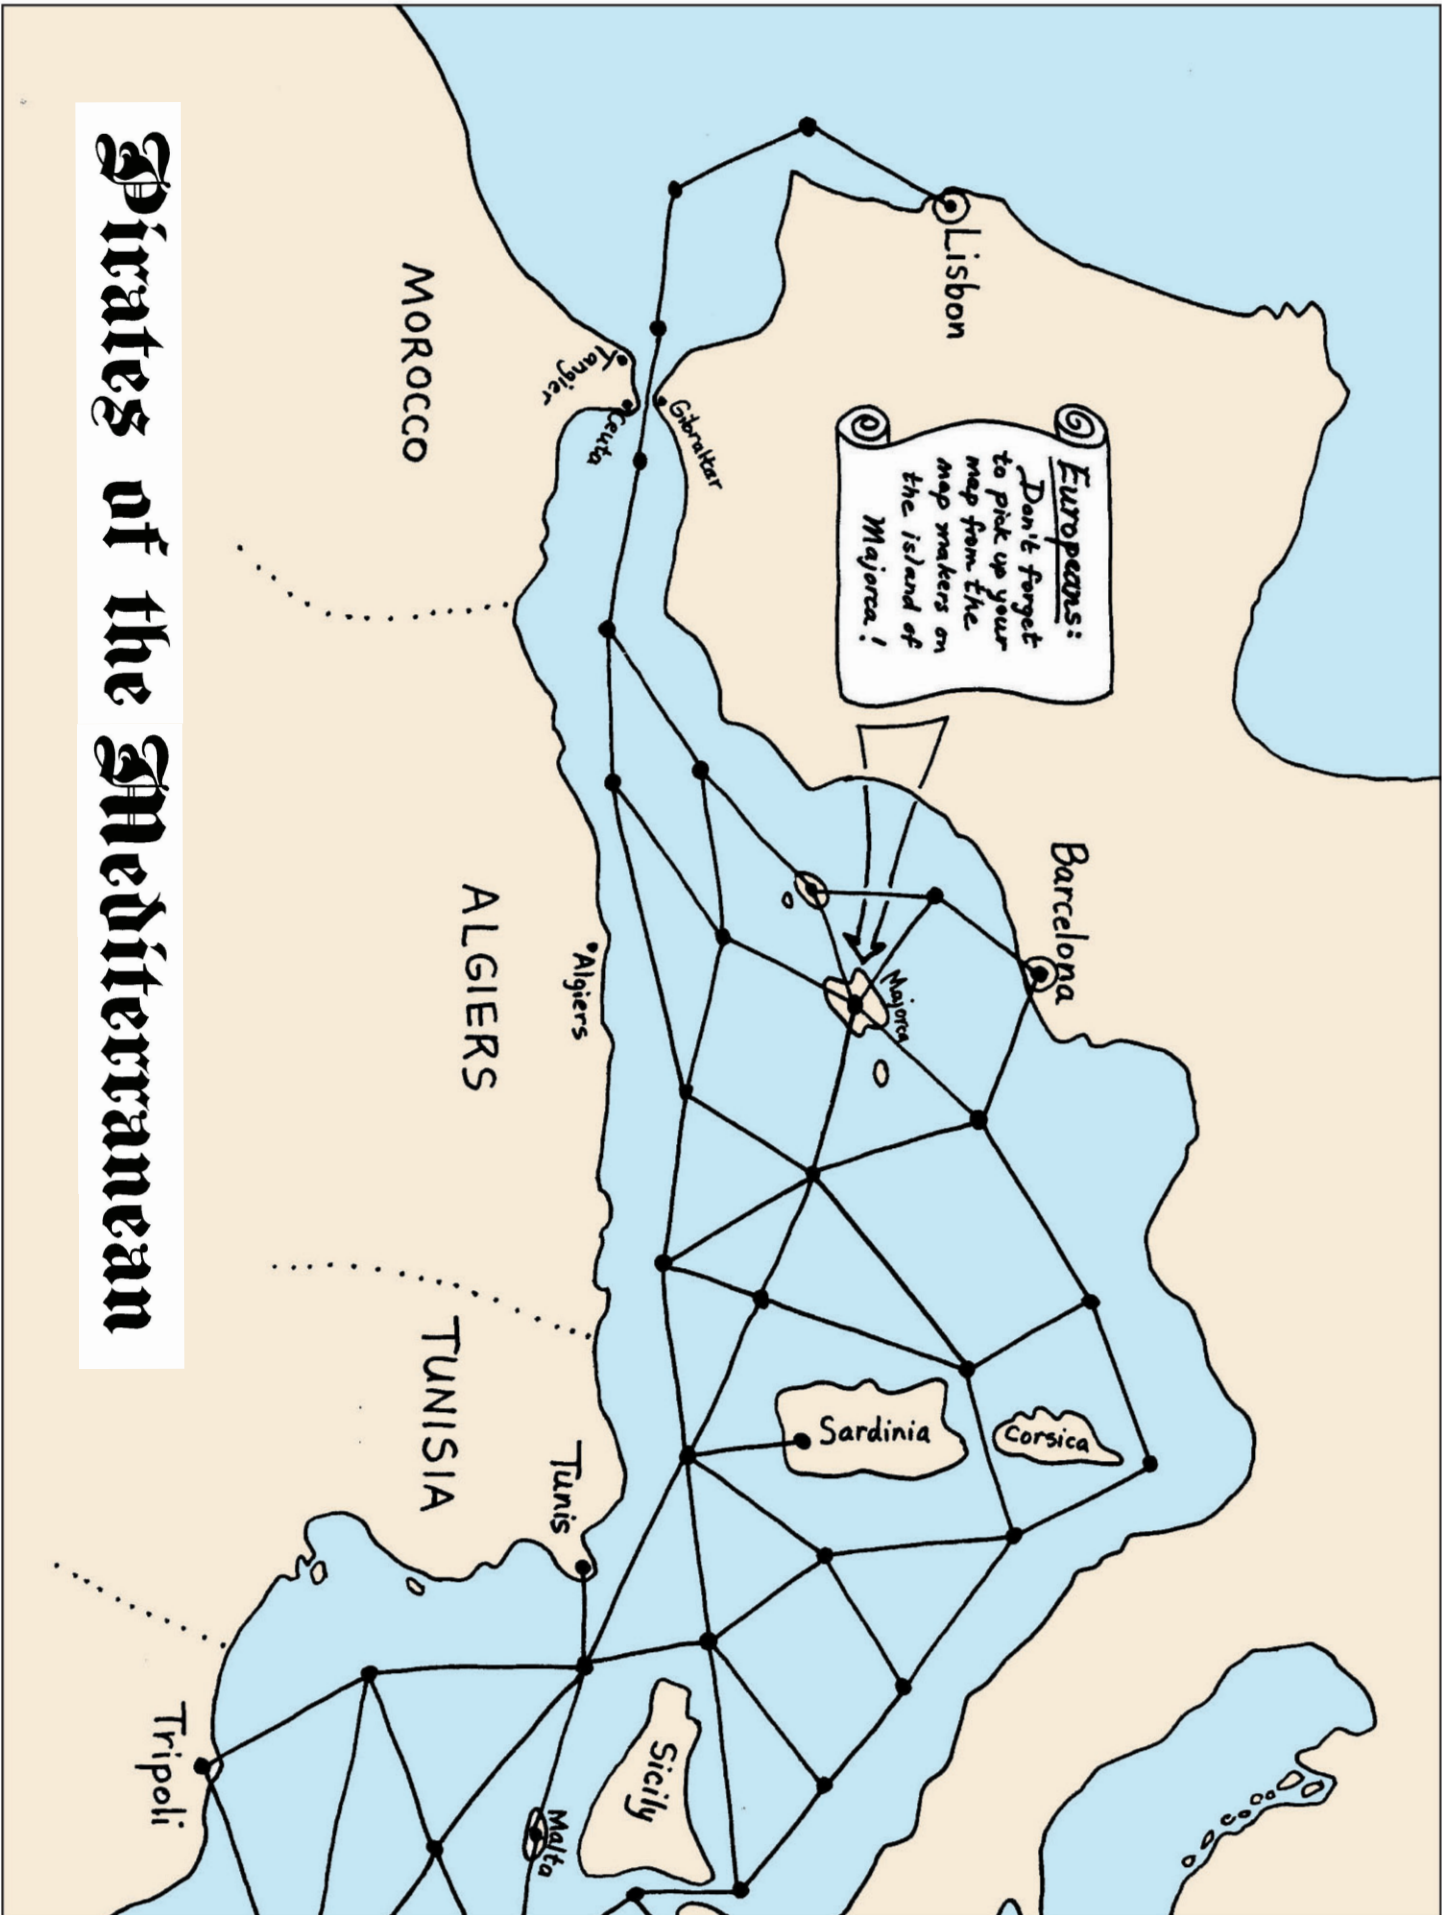 Pirates of the Mediterranean
Lisbon
Europeans:
Don't forget
to pick up your
map from the
map makers on
the island of
Majorca!
Barcelona
Gibraltar
Tangier
Ceuta
MOROCCO
Majorca
Algiers
ALGIERS
Corsica
Sardinia
Tunis
TUNISIA
Sicily
Malta
Tripoli